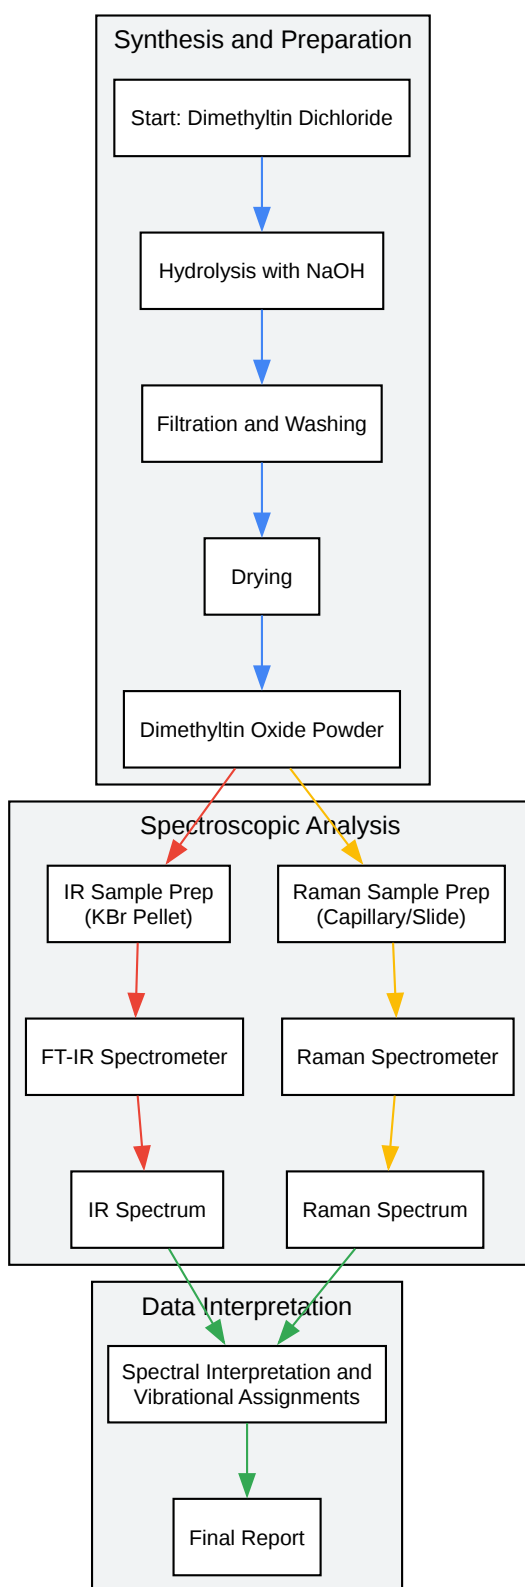 Synthesis and Preparation
Start: Dimethyltin Dichloride
Hydrolysis with NaOH
Filtration and Washing
Drying
Dimethyltin Oxide Powder
Spectroscopic Analysis
IR Sample Prep
(KBr Pellet)
Raman Sample Prep
(Capillary/Slide)
FT-IR Spectrometer
Raman Spectrometer
IR Spectrum
Raman Spectrum
Data Interpretation
Spectral Interpretation and
Vibrational Assignments
Final Report